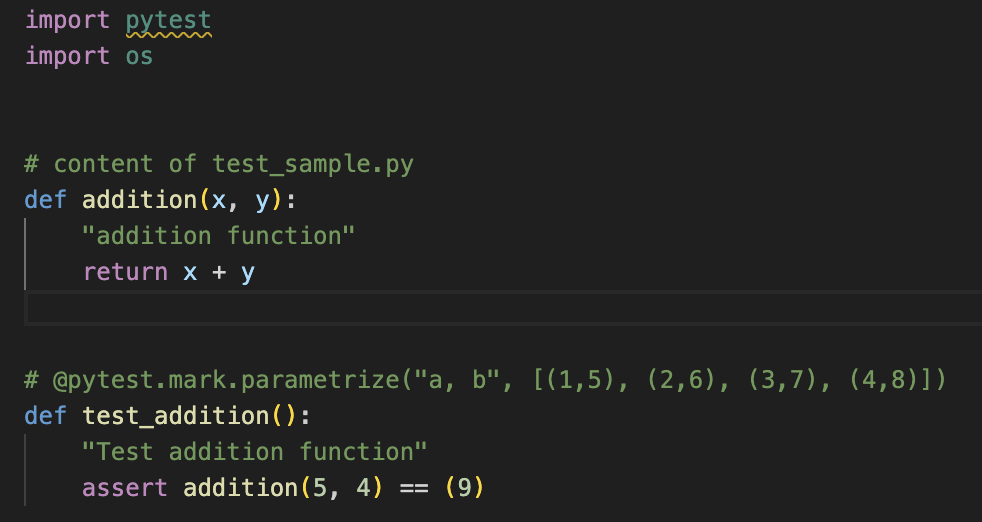 import pytest
import os
# content of test_sample.py
def addition(x, y):
"addition function"
return x + y
# @pytest.mark.parametrize("a, b", [(1,5), (2,6), (3,7), (4,8)])
def test_addition():
"Test addition function"
assert addition(5, 4) == (9)